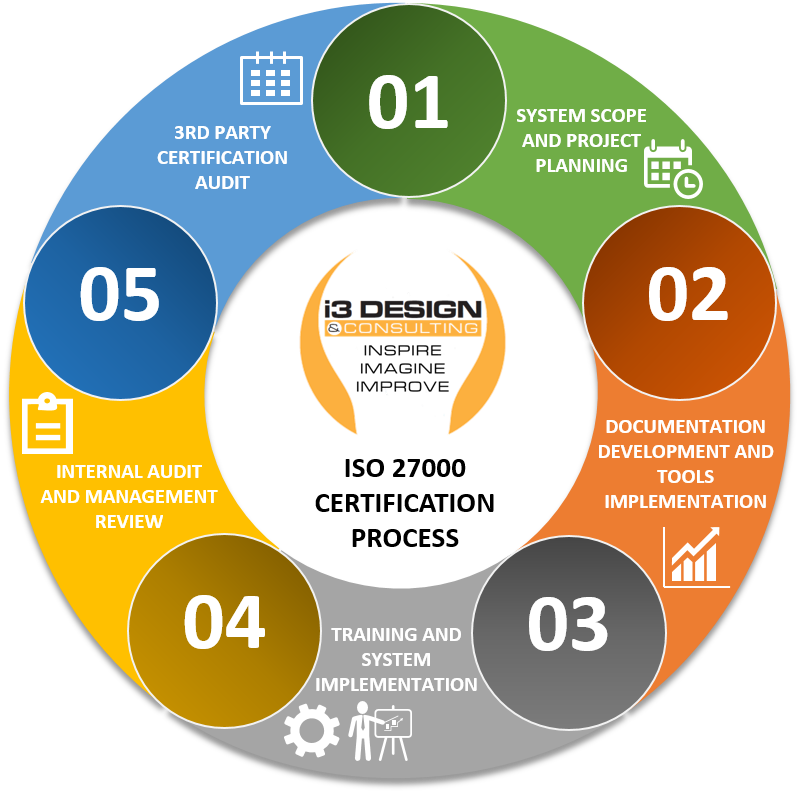 01
SYSTEM SCOPE
AND PROJECT
PLANNING
02
DOCUMENTATION
DEVELOPMENT AND
TOOLS
IMPLEMENTATION
03
TRAINING AND
SYSTEM
IMPLEMENTATION
04
INTERNAL AUDIT
AND MANAGEMENT
REVIEW
05
3RD PARTY
CERTIFICATION
AUDIT
i3 DESIGN
&CONSULTING
INSPIRE
IMAGINE
IMPROVE
ISO 27000
CERTIFICATION
PROCESS